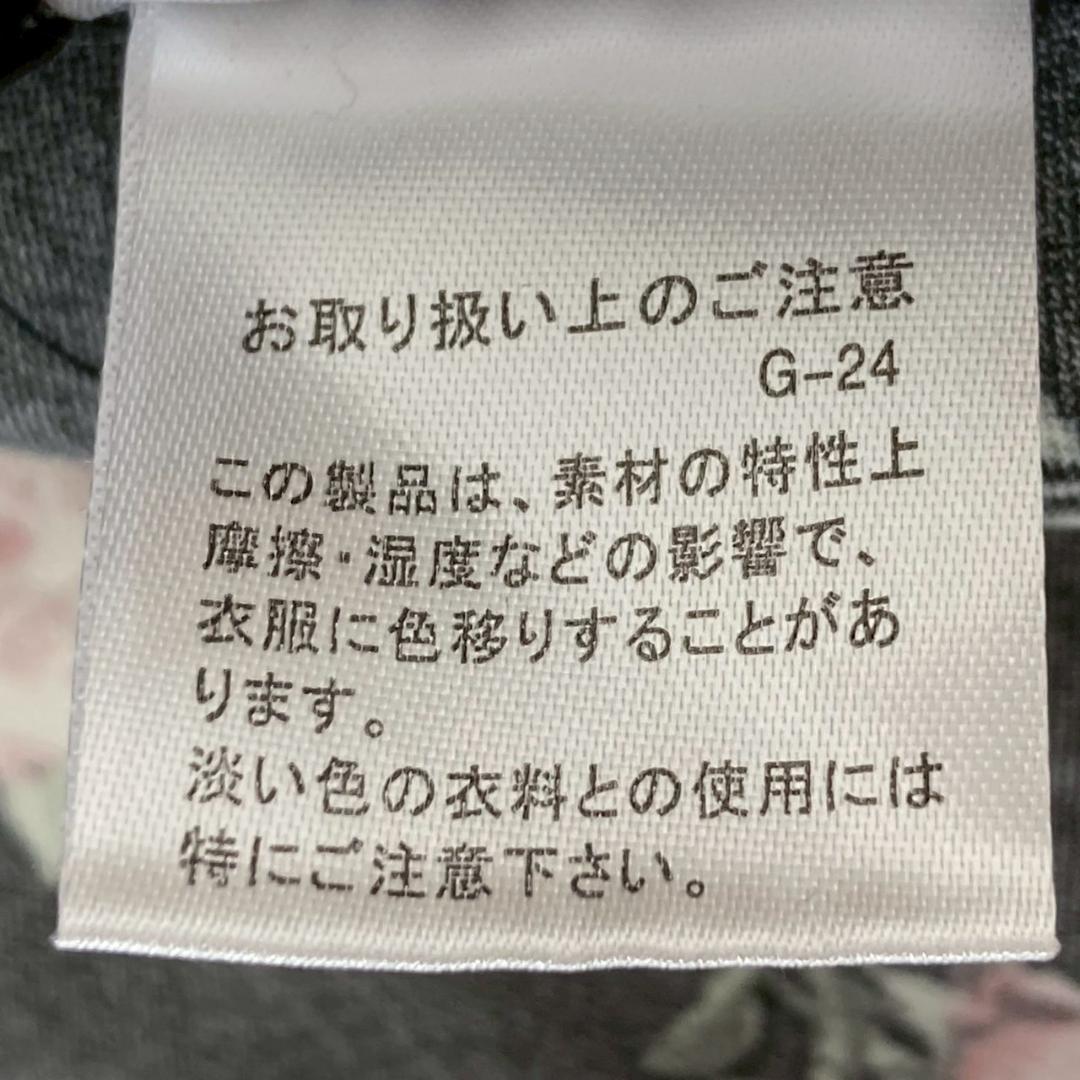 お取り扱い上のご注意
G-24
この製品は、素材の特性上
摩擦・湿度などの影響で、
衣服に色移りすることがあ
ります。
淡い色の衣料との使用には
特にご注意下さい。